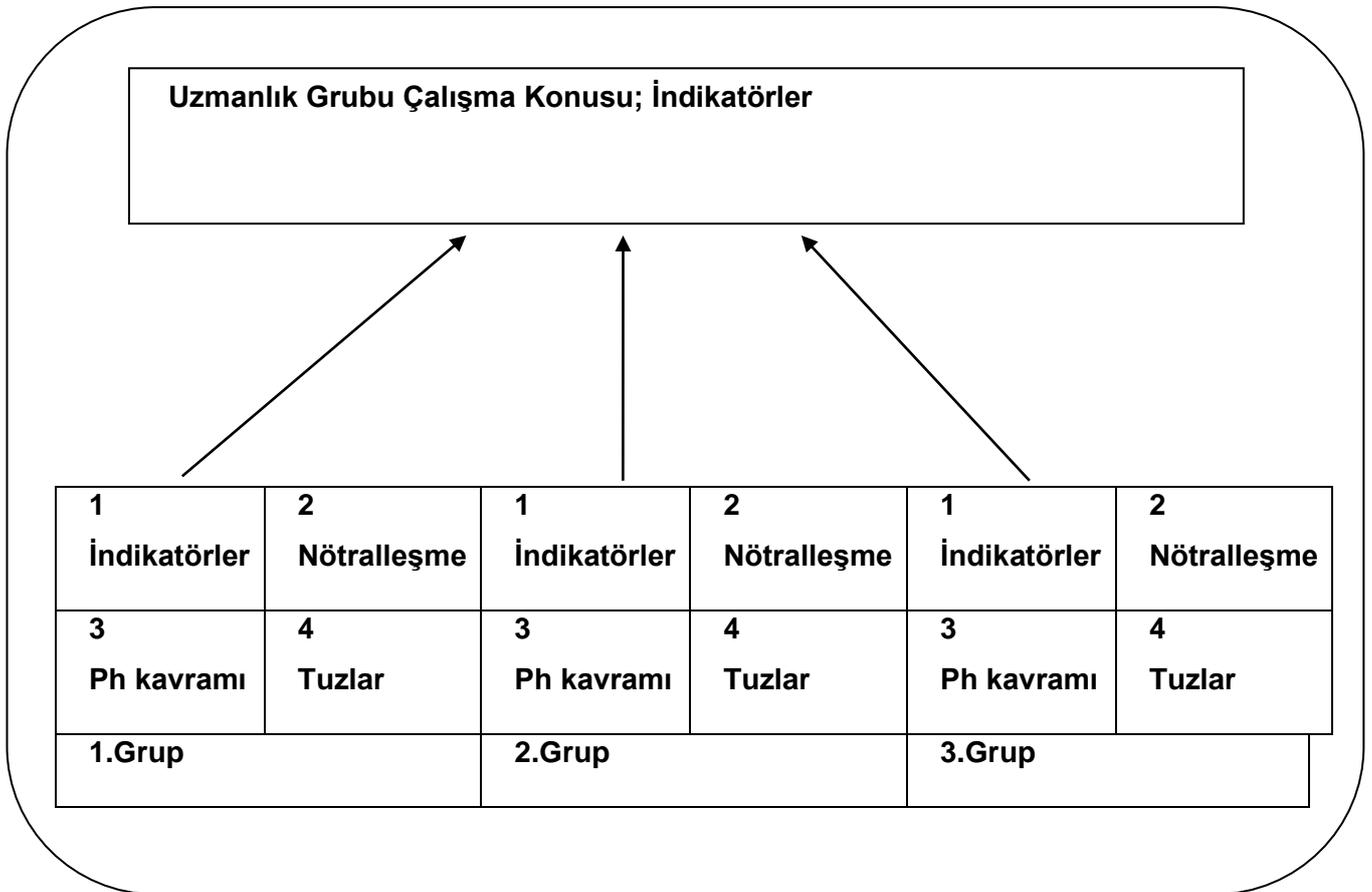 Uzmanlık Grubu Çalışma Konusu; İndikatörler
1 2 1 2 1 2
İndikatörler Nötralleşme İndikatörler Nötralleşme İndikatörler Nötralleşme
3 4 3 4 3 4
Ph kavramı Tuzlar Ph kavramı Tuzlar Ph kavramı Tuzlar
1.Grup 2.Grup 3.Grup